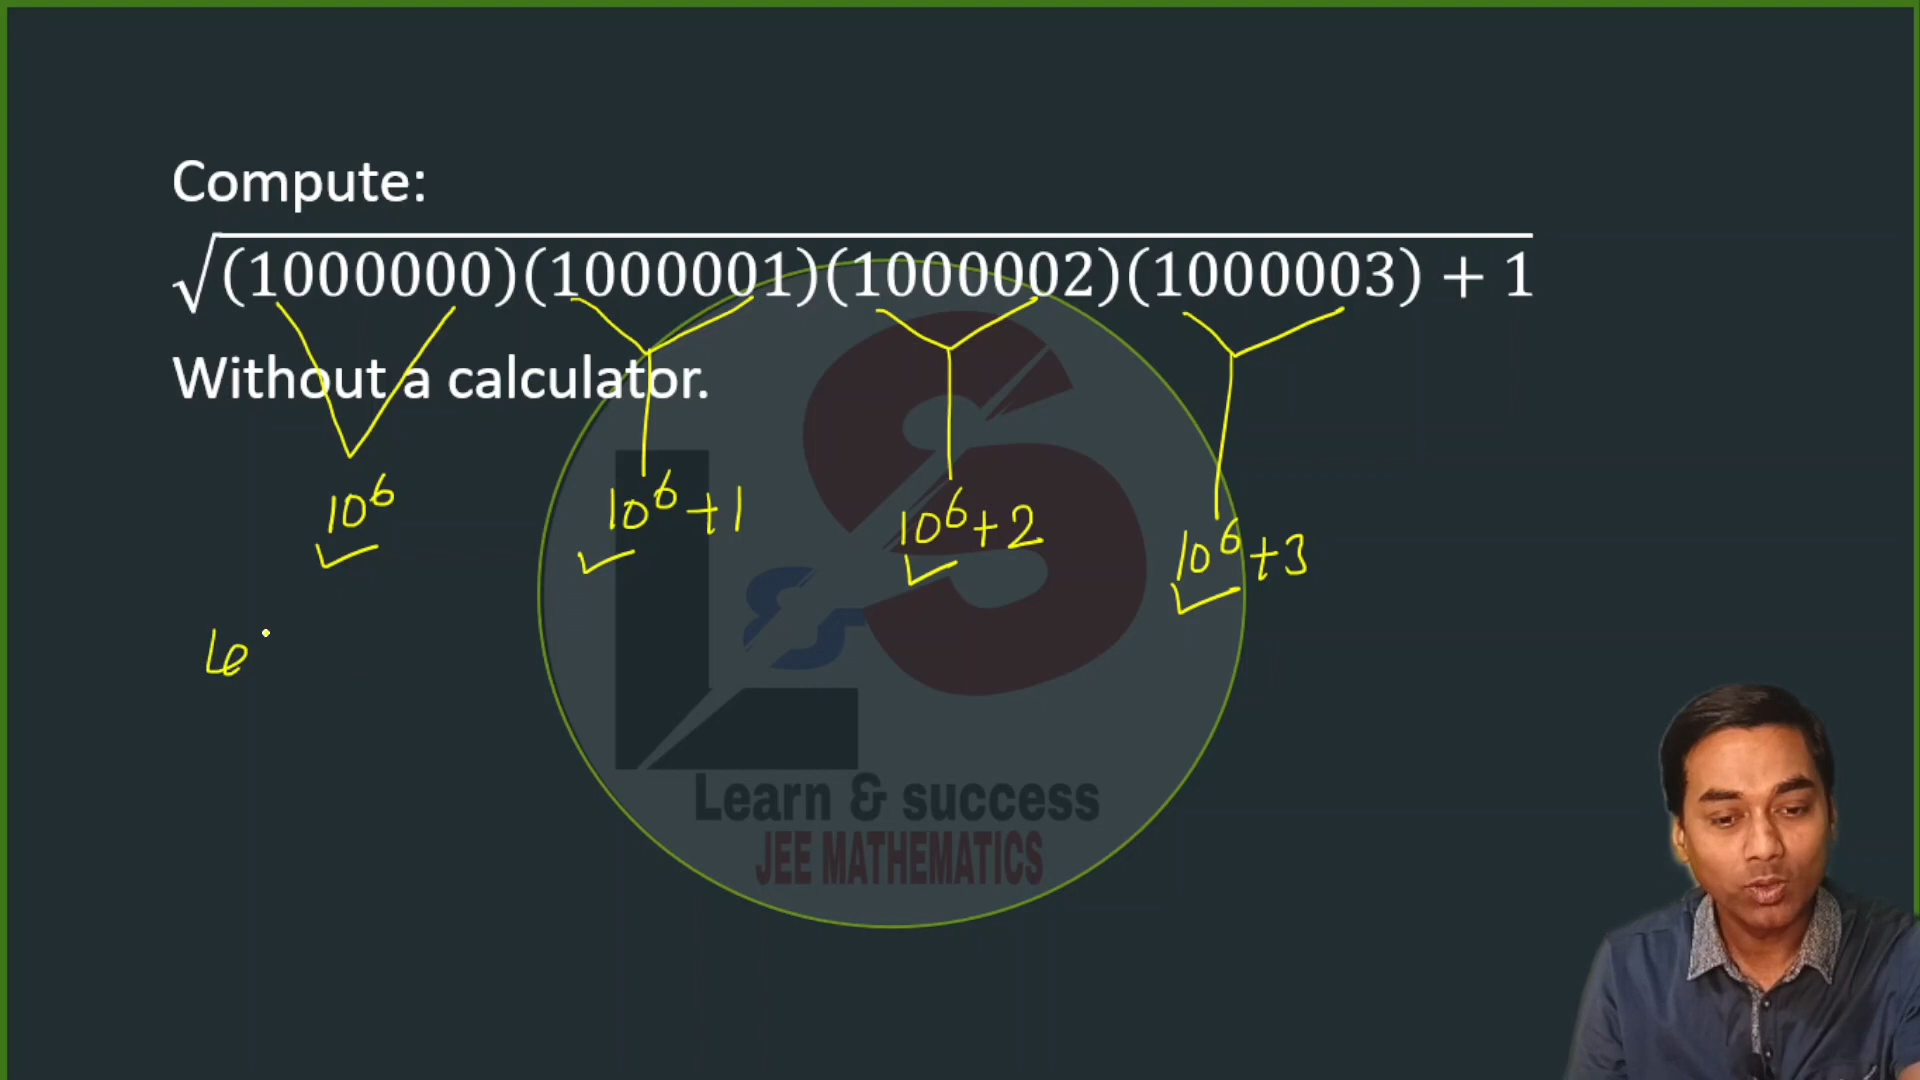 Compute:
√(1000000)(1000001)(1000002)(1000003) + 1
Without a calculator.
10⁶
10⁶+1
10⁶+2
10⁶+3
L&S
Learn & success
JEE MATHEMATICS